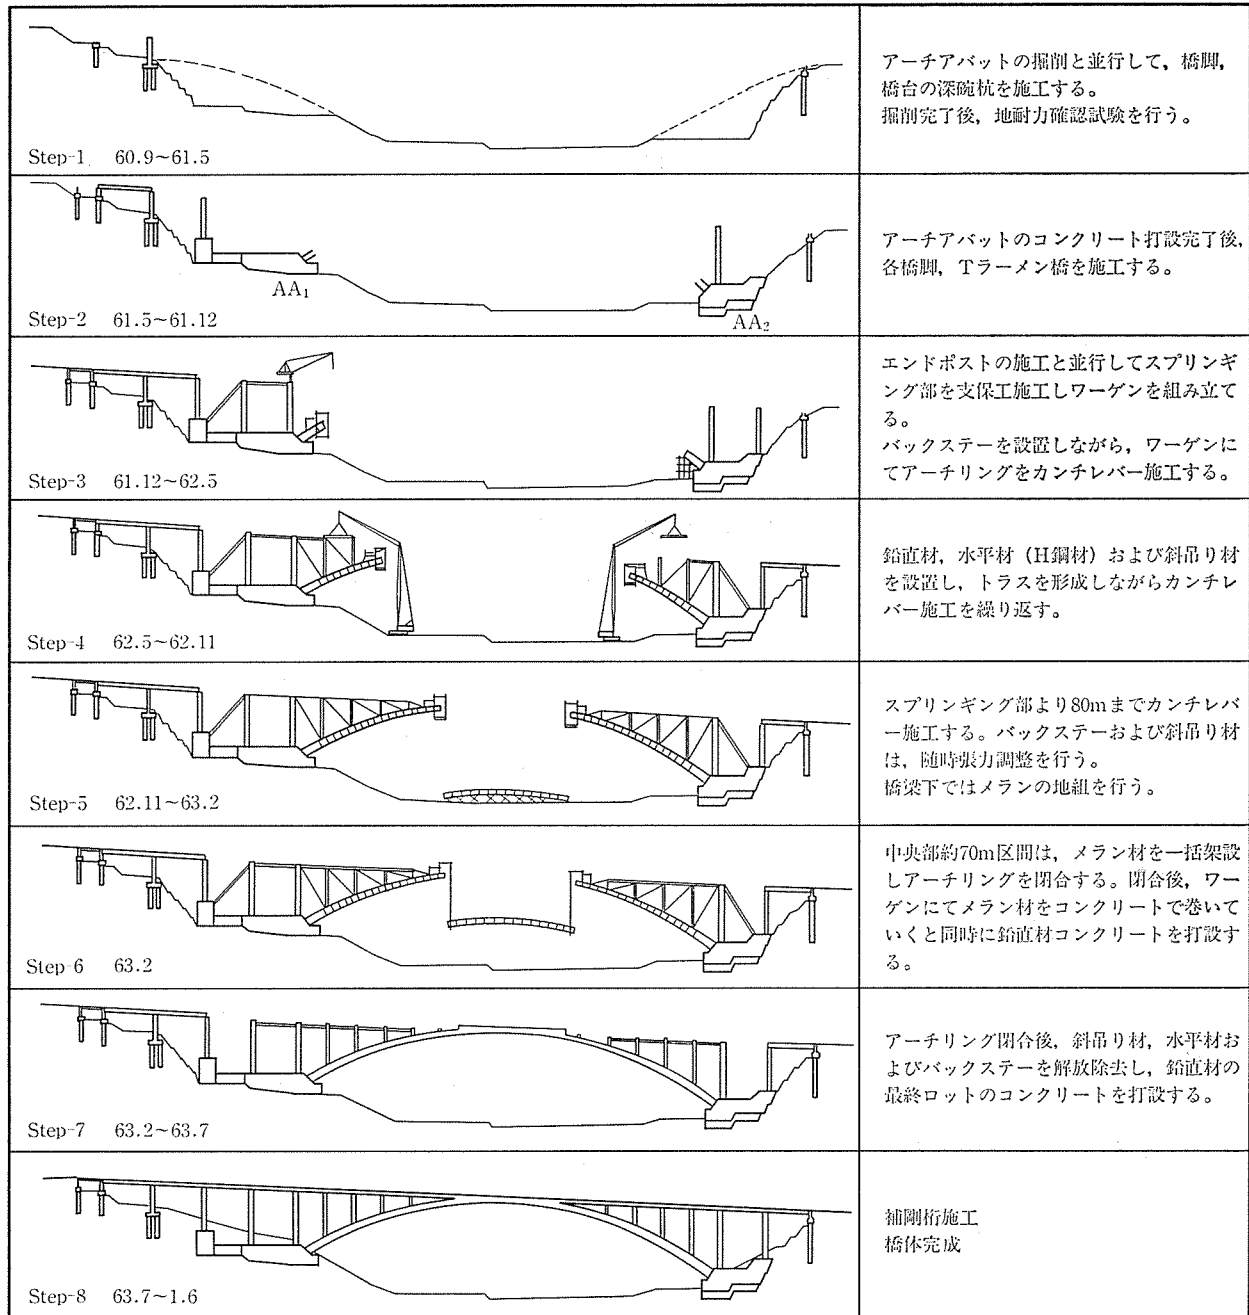 アーチアバットの掘削と並行して，橋脚，
橋台の深碗杭を施工する。
掘削完了後，地耐力確認試験を行う。
Step-1 60.9~61.5
アーチアバットのコンクリート打設完了後，
各橋脚，Tラーメン橋を施工する。
AA₁
AA₂
Step-2 61.5~61.12
エンドポストの施工と並行してスプリンギ
ング部を支保工施工しワーゲンを組み立て
る。
バックステーを設置しながら，ワーゲンに
てアーチリングをカンチレバー施工する。
Step-3 61.12~62.5
鉛直材，水平材（H鋼材）および斜吊り材
を設置し，トラスを形成しながらカンチレ
バー施工を繰り返す。
Step-4 62.5~62.11
スプリンギング部より80mまでカンチレバ
ー施工する。バックステーおよび斜吊り材
は，随時張力調整を行う。
橋梁下ではメランの地組を行う。
Step-5 62.11~63.2
中央部約70m区間は，メラン材を一括架設
しアーチリングを閉合する。閉合後，ワー
ゲンにてメラン材をコンクリートで巻いて
いくと同時に鉛直材コンクリートを打設す
る。
Step-6 63.2
アーチリング閉合後，斜吊り材，水平材お
よびバックステーを解放除去し，鉛直材の
最終ロットのコンクリートを打設する。
Step-7 63.2~63.7
補剛桁施工
橋体完成
Step-8 63.7~1.6